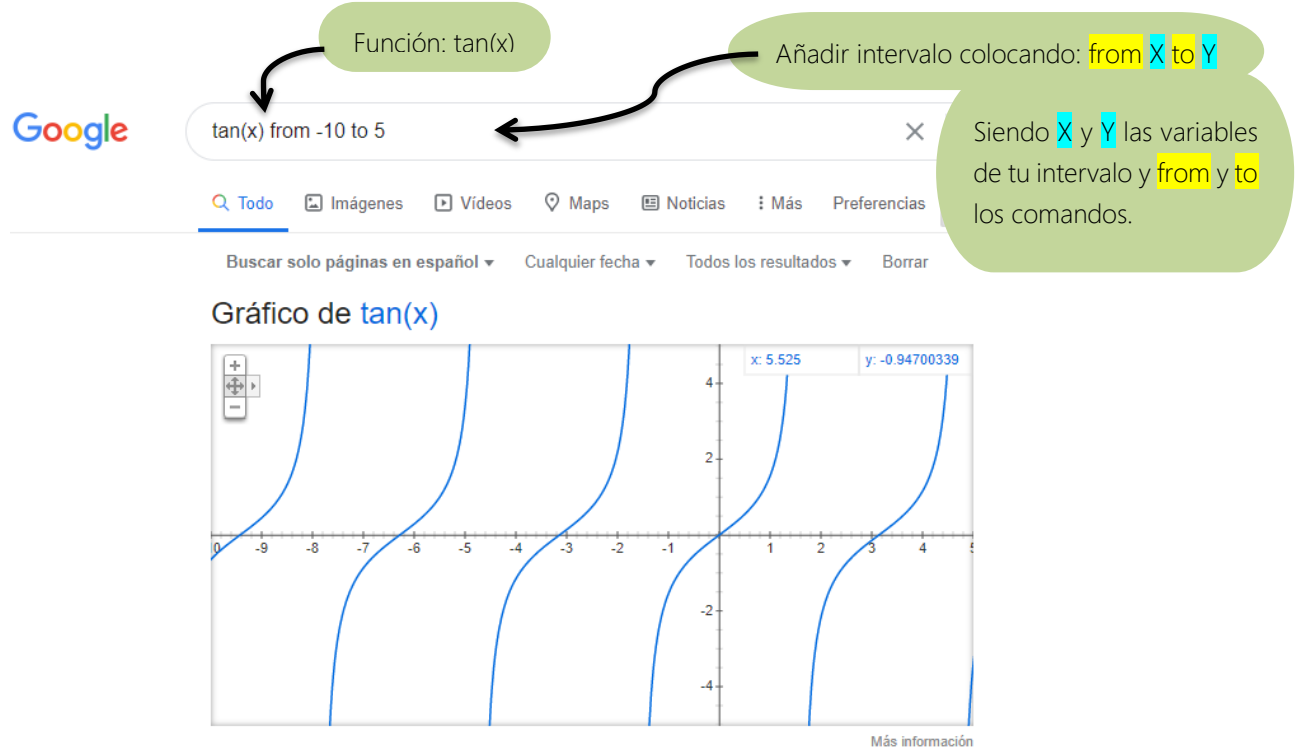 Función: tan(x)
Añadir intervalo colocando: from X to Y
Siendo X y Y las variables
de tu intervalo y from y to
los comandos.
Google
tan(x) from -10 to 5
Todo Imágenes Vídeos Maps Noticias Más Preferencias
Buscar solo páginas en español Cualquier fecha Todos los resultados Borrar
Gráfico de tan(x)
x: 5.525 y: -0.94700339
4
2
0 -9 -8 -7 -6 -5 -4 -3 -2 -1 1 2 3 4 5
-2
-4
Más información